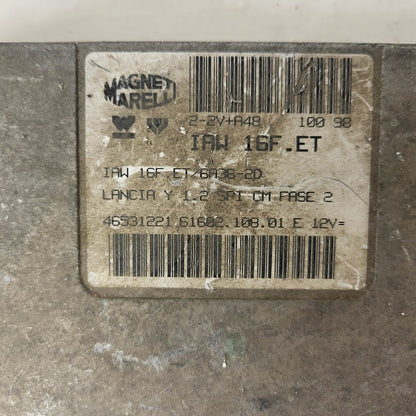 MAGNETI
MARELLI
2-2V+A48 100 98
IAW 16F.ET
IAW 16F.ET/6A36-2D
LANCIA Y 1.2 SPI CM FASE 2
46531221 61602.108.01 E 12V=